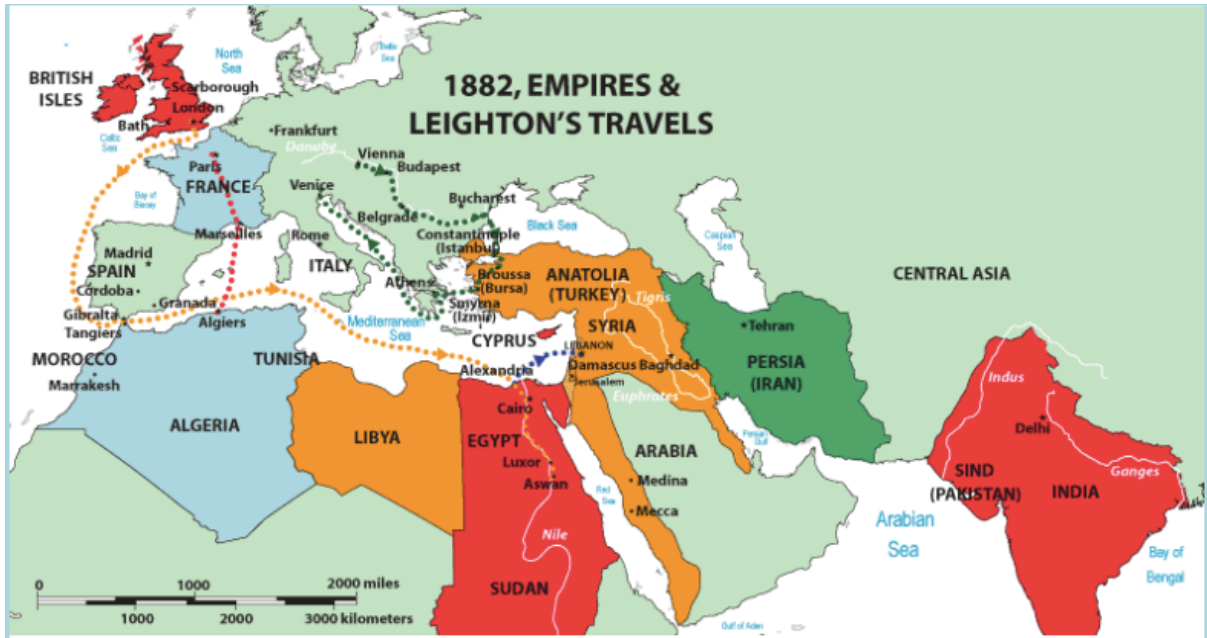 1882, EMPIRES &
LEIGHTON'S TRAVELS
BRITISH
ISLES
North
Sea
Scarborough
London
Bath
Celtic
Sea
Sea
Frankfurt
Danube
Vienna
Budapest
Paris
FRANCE
Venice
Bay of
Biscay
Bucharest
Belgrade
Black Sea
Caspian
Sea
Marseilles
Rome
Constantinople
(Istanbul)
Madrid
SPAIN
ITALY
CENTRAL ASIA
Córdoba
Granada
Athens
Broussa
(Bursa)
ANATOLIA
(TURKEY)
Tigris
Gibralta
Tangiers
Algiers
Mediterranean
Sea
Smyrna
(Izmir)
SYRIA
Tehran
CYPRUS
LEBANON
MOROCCO
TUNISIA
Marrakesh
Alexandria
Damascus
Baghdad
PERSIA
(IRAN)
Jerusalem
Euphrates
Indus
Cairo
ALGERIA
LIBYA
EGYPT
Persian
Gulf
Delhi
ARABIA
Luxor
Aswan
Medina
Ganges
SIND
(PAKISTAN)
INDIA
Red
Sea
Mecca
Arabian
Sea
Nile
Bay of
Bengal
SUDAN
0 1000 2000 miles
1000 2000 3000 kilometers
Gulf of Aden